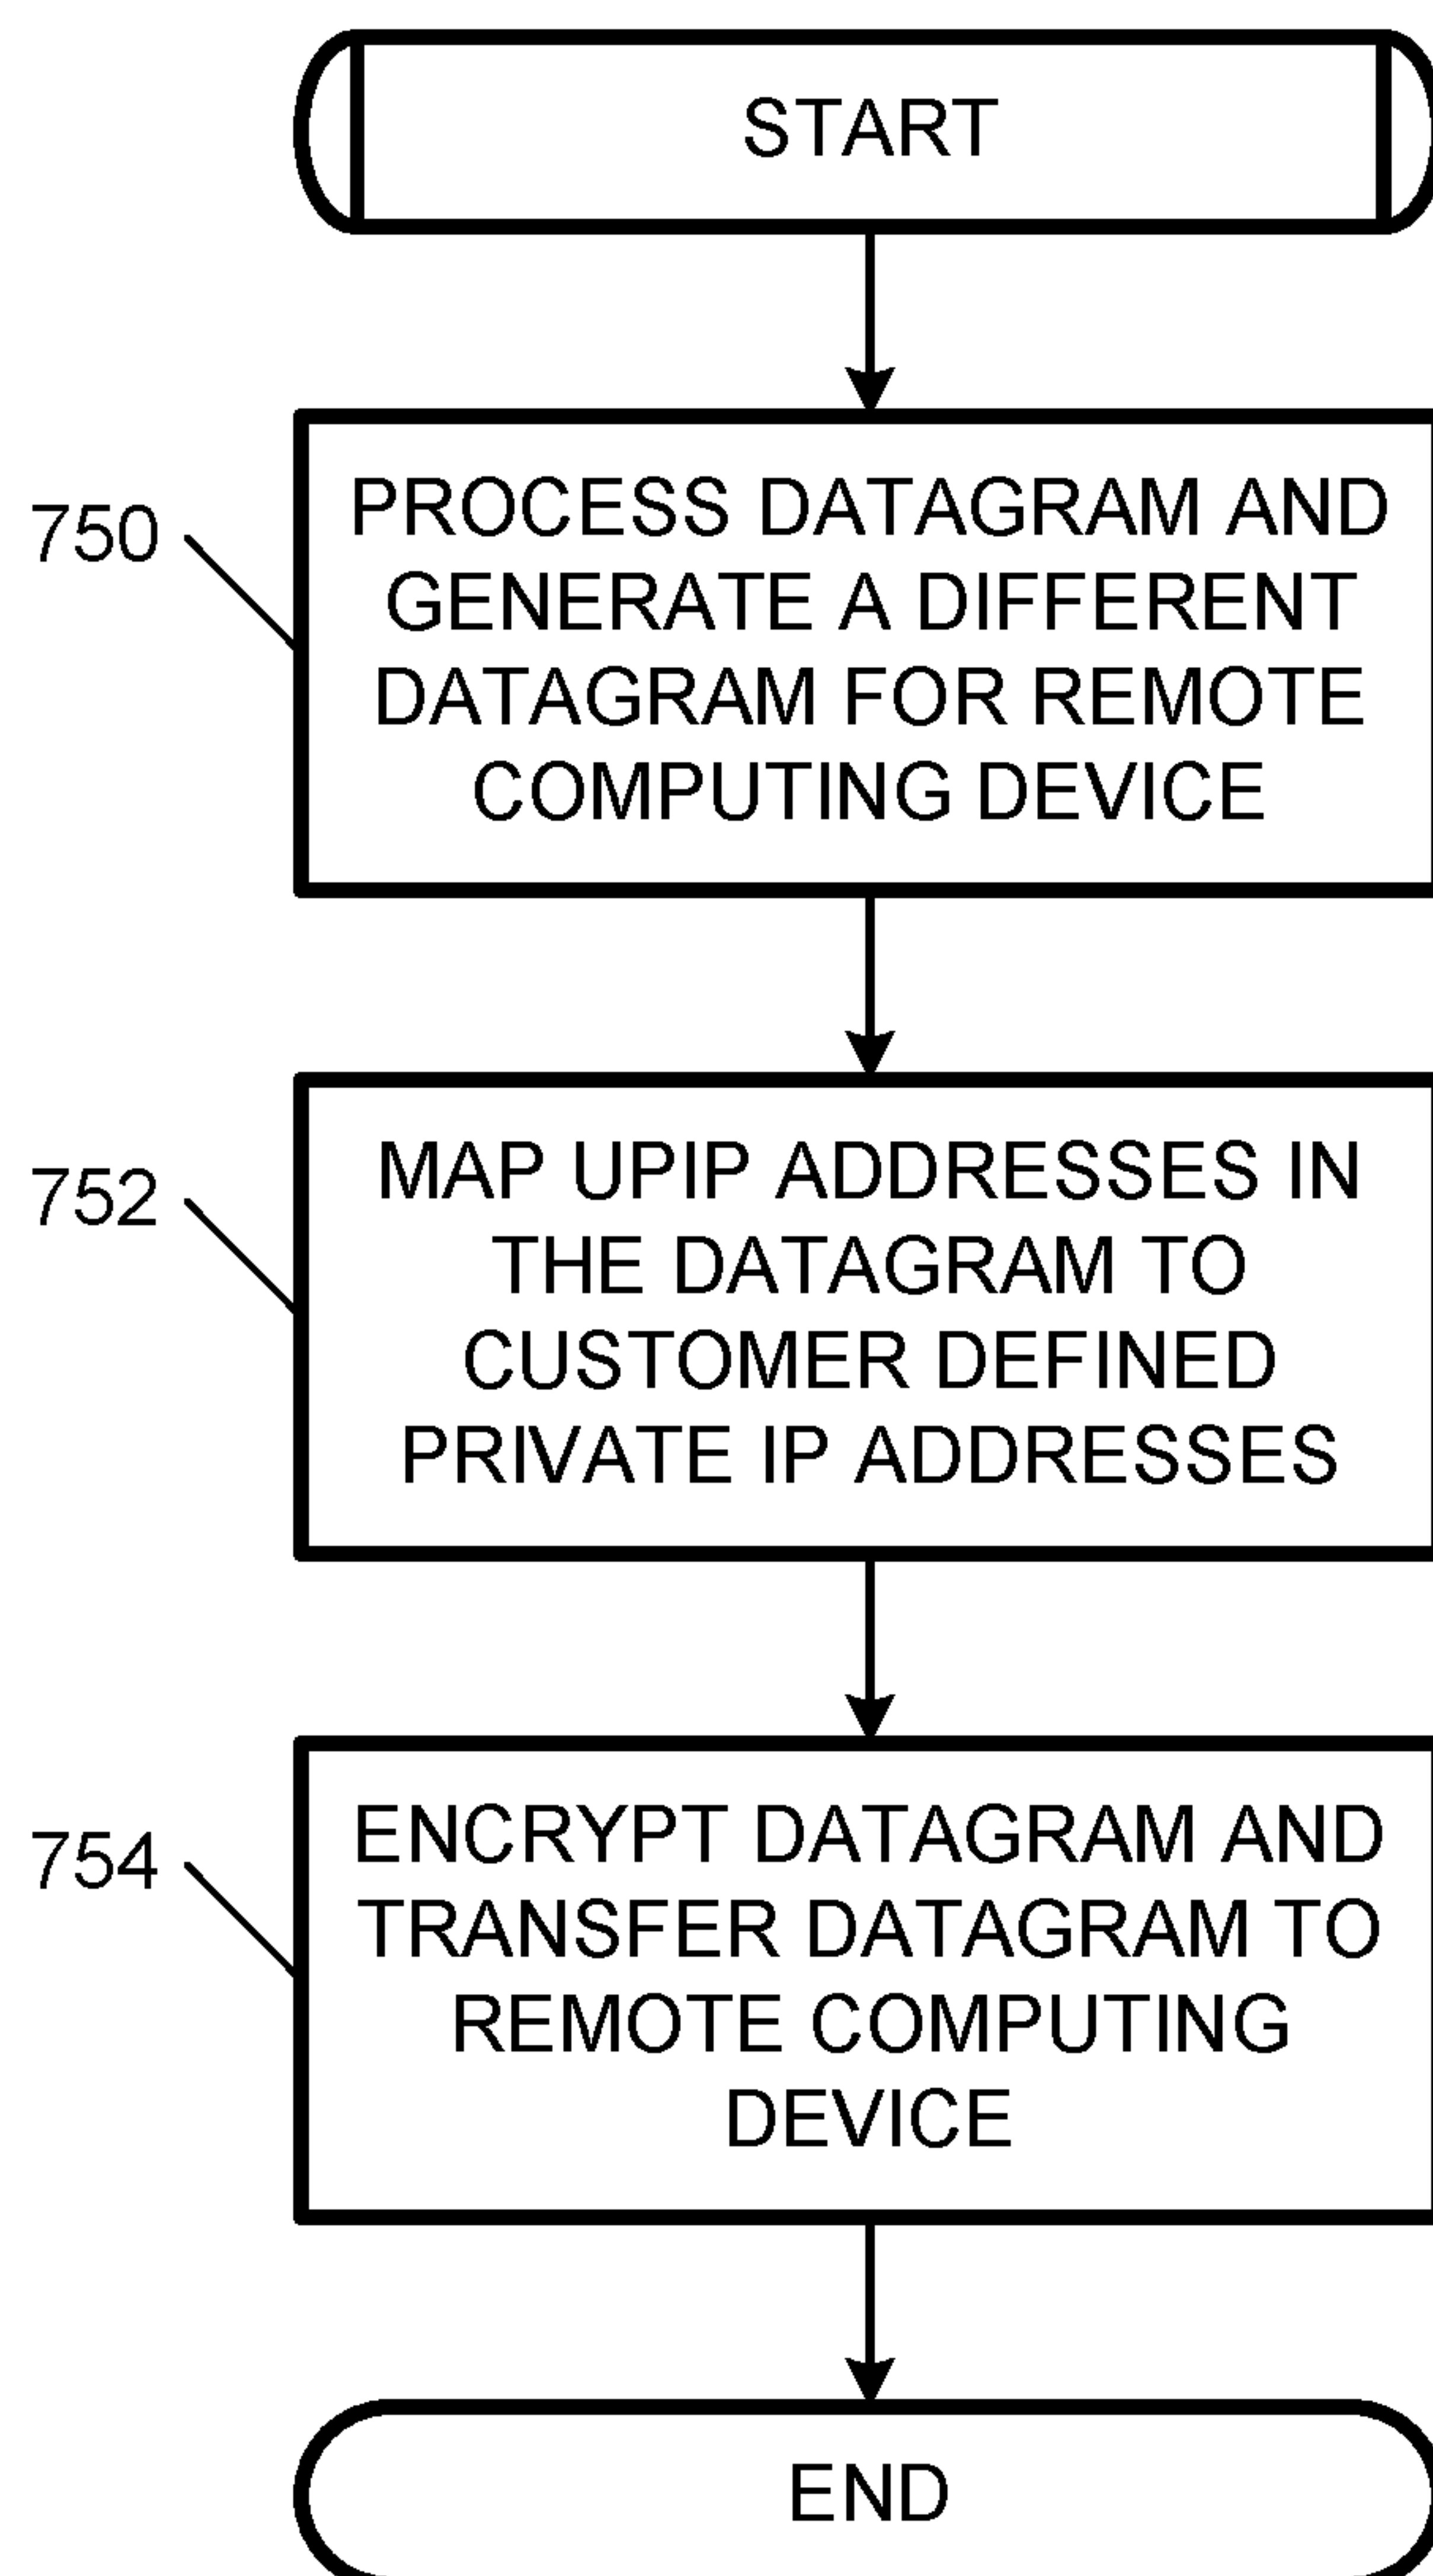 START
750
PROCESS DATAGRAM AND
GENERATE A DIFFERENT
DATAGRAM FOR REMOTE
COMPUTING DEVICE
752
MAP UPIP ADDRESSES IN
THE DATAGRAM TO
CUSTOMER DEFINED
PRIVATE IP ADDRESSES
754
ENCRYPT DATAGRAM AND
TRANSFER DATAGRAM TO
REMOTE COMPUTING
DEVICE
END